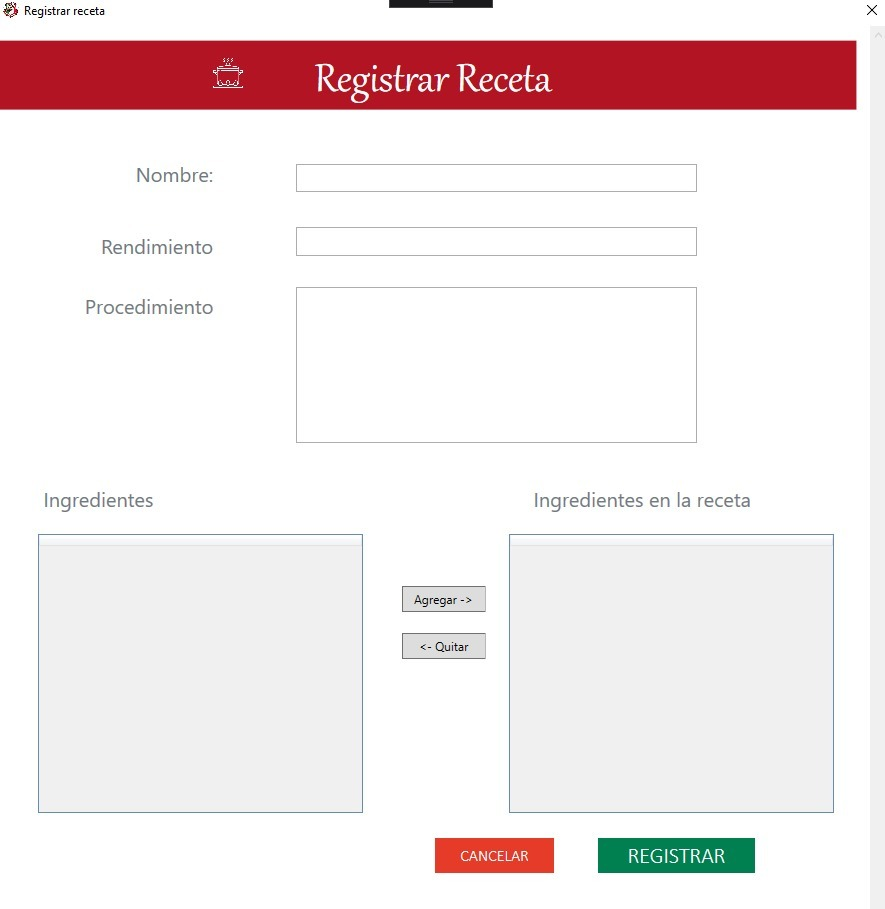 Registrar receta
Registrar Receta
Nombre:
Rendimiento
Procedimiento
Ingredientes
Ingredientes en la receta
Agregar ->
<- Quitar
CANCELAR
REGISTRAR